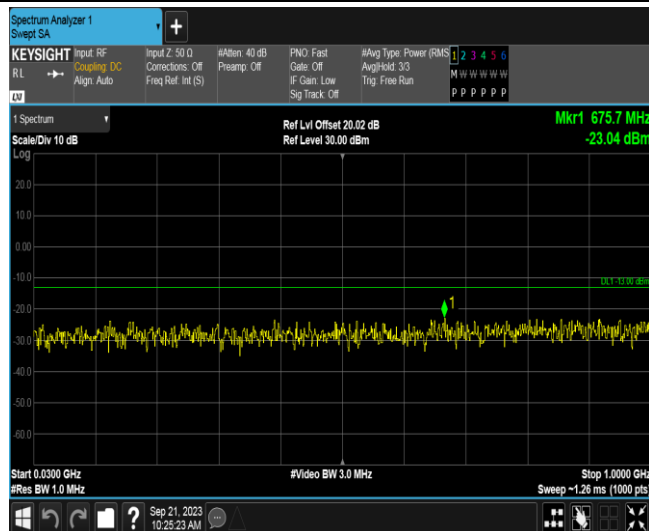 Spectrum Analyzer 1
Swept SA
+
KEYSIGHT Input: RF
RL Coupling: DC
Align: Auto
Input Z: 50 Ω
Corrections: Off
Freq Ref: Int (S)
#Atten: 40 dB
Preamp: Off
PNO: Fast
Gate: Off
IF Gain: Low
Sig Track: Off
#Avg Type: Power (RMS
Avg|Hold: 3/3
Trig: Free Run
1 2 3 4 5 6
M W W W W W
P P P P P P
LXI
1 Spectrum
Scale/Div 10 dB
Log
Ref Lvl Offset 20.02 dB
Ref Level 30.00 dBm
Mkr1 675.7 MHz
-23.04 dBm
20.0
10.0
0.00
-10.0
DL1 -13.00 dBm
1
-20.0
-30.0
-40.0
-50.0
-60.0
Start 0.0300 GHz
#Res BW 1.0 MHz
#Video BW 3.0 MHz
Stop 1.0000 GHz
Sweep ~1.26 ms (1000 pts)
?
Sep 21, 2023
10:25:23 AM